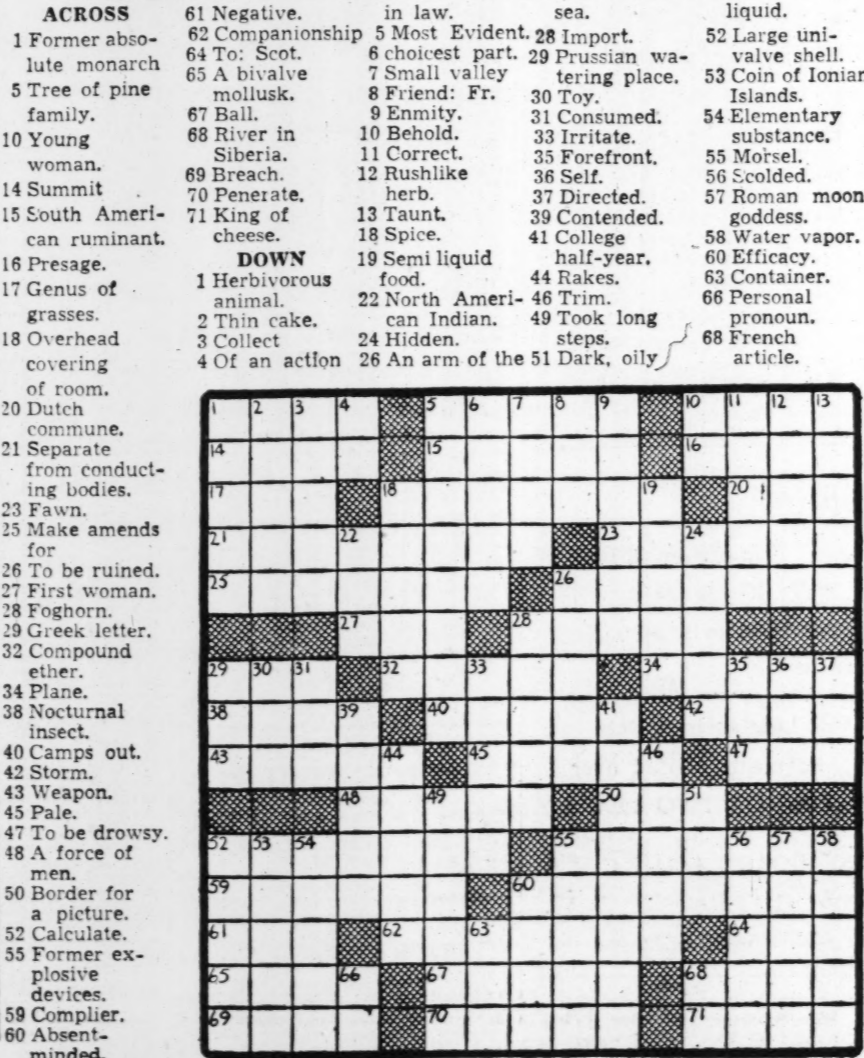 ACROSS
1 Former abso-
lute monarch
5 Tree of pine
family.
10 Young
woman.
14 Summit
15 South Ameri-
can ruminant.
16 Presage.
17 Genus of
grasses.
18 Overhead
covering
of room.
20 Dutch
commune.
21 Separate
from conduct-
ing bodies.
23 Fawn.
25 Make amends
for
26 To be ruined.
27 First woman.
28 Foghorn.
29 Greek letter.
32 Compound
ether.
34 Plane.
38 Nocturnal
insect.
40 Camps out.
42 Storm.
43 Weapon.
45 Pale.
47 To be drowsy.
48 A force of
men.
50 Border for
a picture.
52 Calculate.
55 Former ex-
plosive
devices.
59 Complier.
60 Absent-
minded.
61 Negative.
62 Companionship
64 To: Scot.
65 A bivalve
mollusk.
67 Ball.
68 River in
Siberia.
69 Breach.
70 Penerate.
71 King of
cheese.
DOWN
1 Herbivorous
animal.
2 Thin cake.
3 Collect
4 Of an action
in law.
5 Most Evident.
6 choicest part.
7 Small valley
8 Friend: Fr.
9 Enmity.
10 Behold.
11 Correct.
12 Rushlike
herb.
13 Taunt.
18 Spice.
19 Semi liquid
food.
22 North Ameri-
can Indian.
24 Hidden.
26 An arm of the
sea.
28 Import.
29 Prussian wa-
tering place.
30 Toy.
31 Consumed.
33 Irritate.
35 Forefront.
36 Self.
37 Directed.
39 Contended.
41 College
half-year.
44 Rakes.
46 Trim.
49 Took long
steps.
51 Dark, oily
liquid.
52 Large uni-
valve shell.
53 Coin of Ionian
Islands.
54 Elementary
substance.
55 Morsel.
56 Scolded.
57 Roman moon
goddess.
58 Water vapor.
60 Efficacy.
63 Container.
66 Personal
pronoun.
68 French
article.
1 2 3 4 5 6 7 8 9 10 11 12 13
14 15 16
17 18 19 20
21 22 23 24
25 26
27 28
29 30 31 32 33 34 35 36 37
38 39 40 41 42
43 44 45 46 47
48 49 50 51
52 53 54 55 56 57 58
59 60
61 62 63 64
65 66 67 68
69 70 71